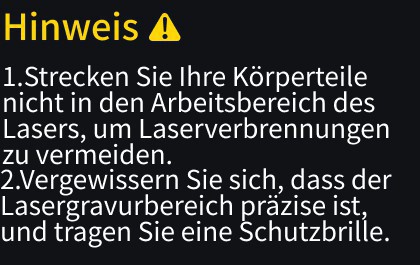 Hinweis ⚠
1.Strecken Sie Ihre Körperteile
nicht in den Arbeitsbereich des
Lasers, um Laserverbrennungen
zu vermeiden.
2.Vergewissern Sie sich, dass der
Lasergravurbereich präzise ist,
und tragen Sie eine Schutzbrille.